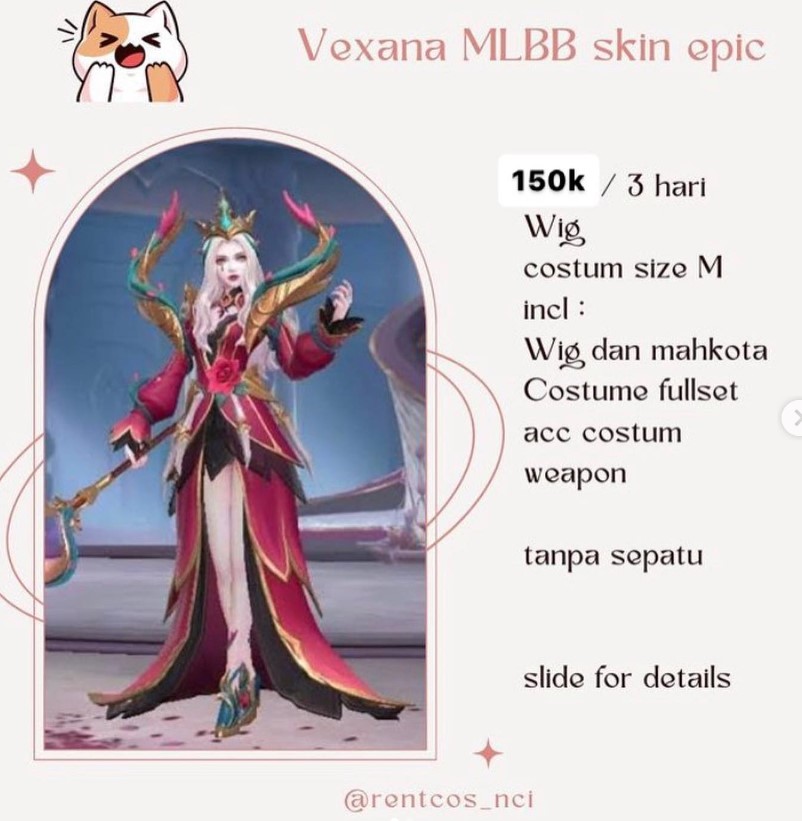 Vexana MLBB skin epic
150k / 3 hari
Wig
costum size M
incl :
Wig dan mahkota
Costume fullset
acc costum
weapon
tanpa sepatu
slide for details
@rentcos_nci